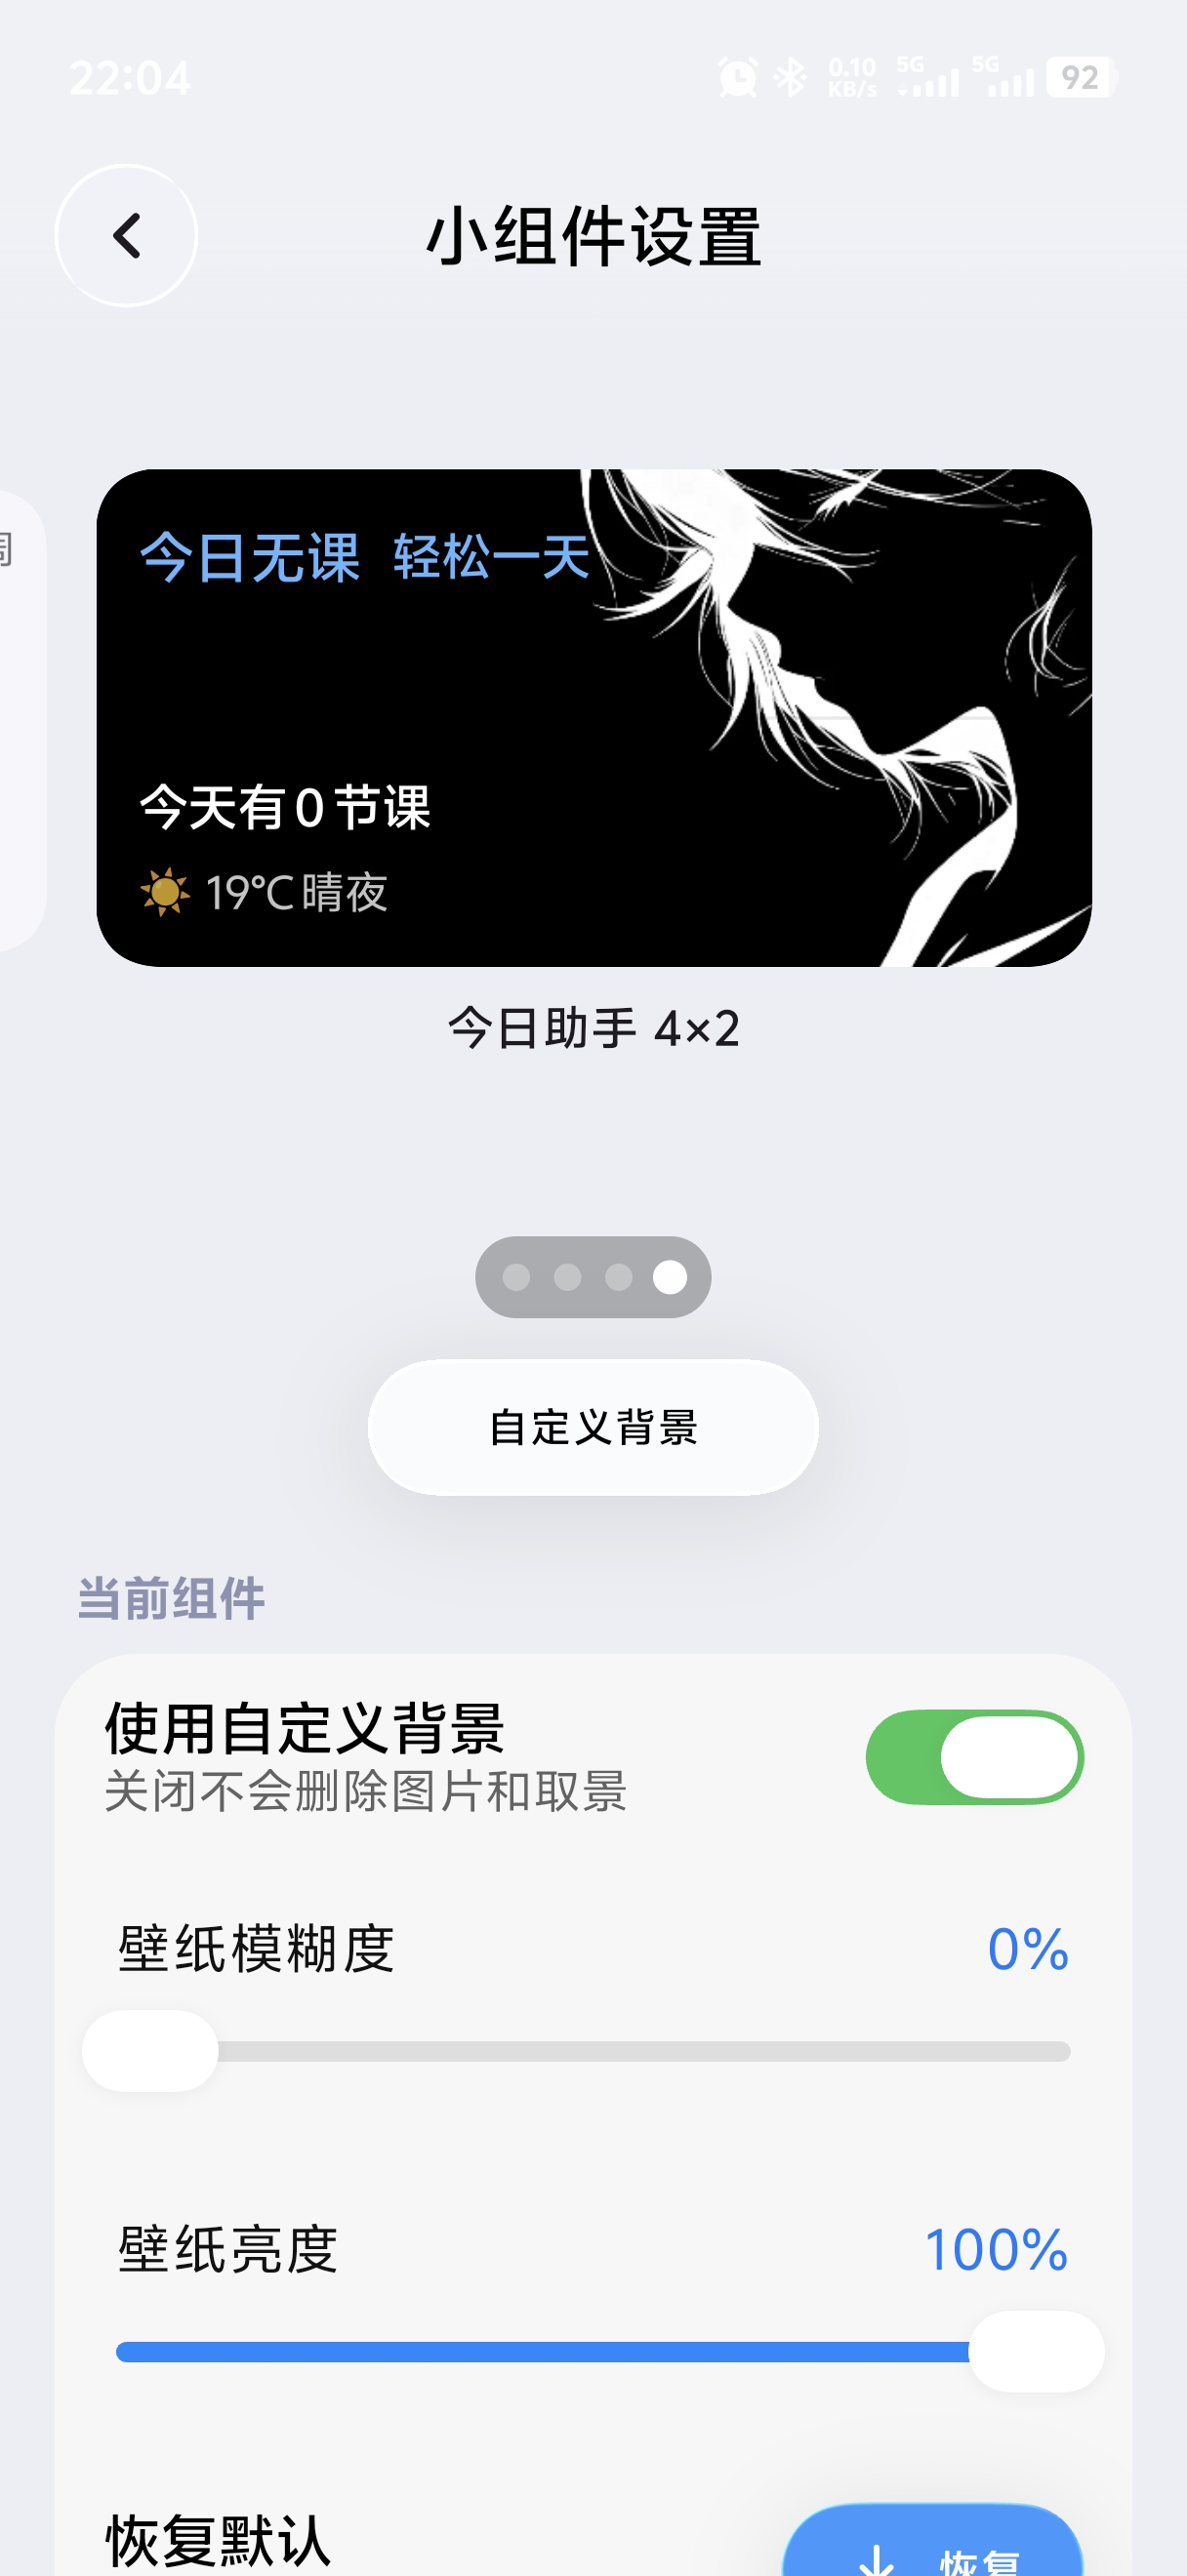 22:04
0.10 KB/s 5G 5G 92
小组件设置
周
今日无课 轻松一天
今天有0节课
19℃晴夜
今日助手 4×2
自定义背景
当前组件
使用自定义背景
关闭不会删除图片和取景
壁纸模糊度 0%
壁纸亮度 100%
恢复默认
恢复